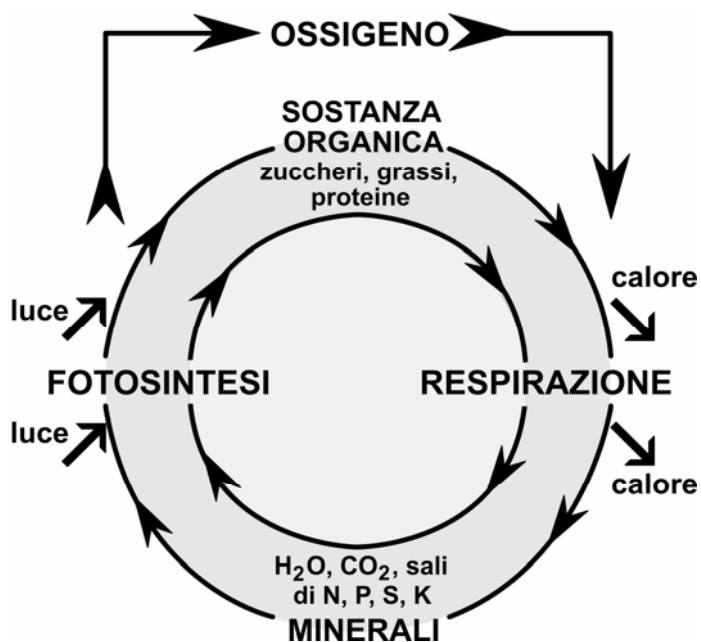 OSSIGENO
SOSTANZA
ORGANICA
zuccheri, grassi,
proteine
luce
calore
FOTOSINTESI
RESPIRAZIONE
luce
calore
H₂O, CO₂, sali
di N, P, S, K
MINERALI